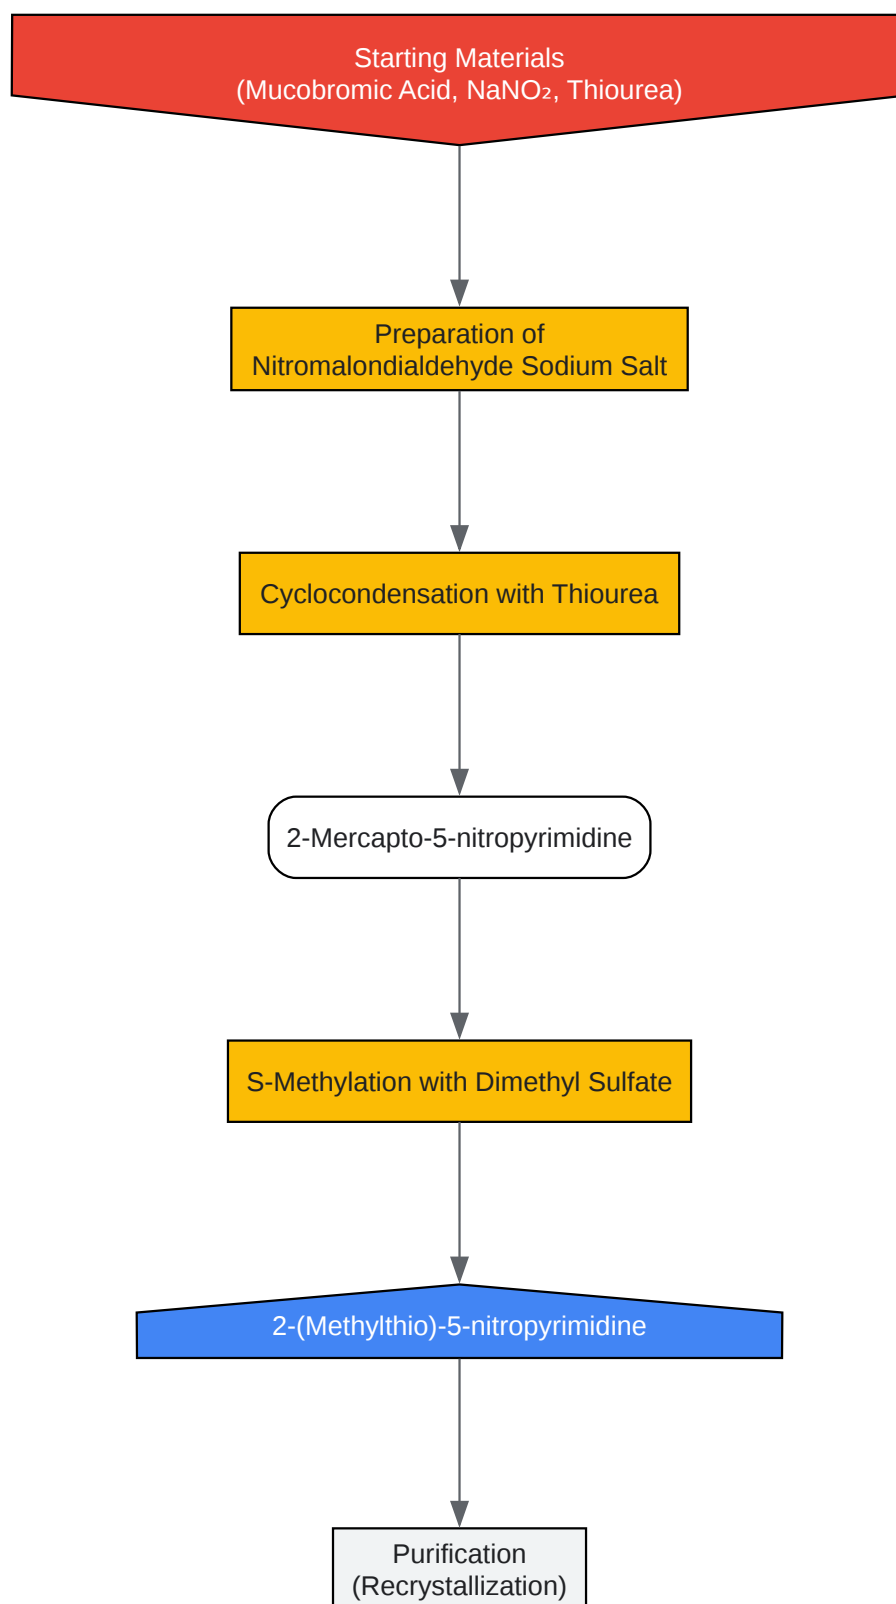 Starting Materials
(Mucobromic Acid, NaNO₂, Thiourea)
Preparation of
Nitromalondialdehyde Sodium Salt
Cyclocondensation with Thiourea
2-Mercapto-5-nitropyrimidine
S-Methylation with Dimethyl Sulfate
2-(Methylthio)-5-nitropyrimidine
Purification
(Recrystallization)